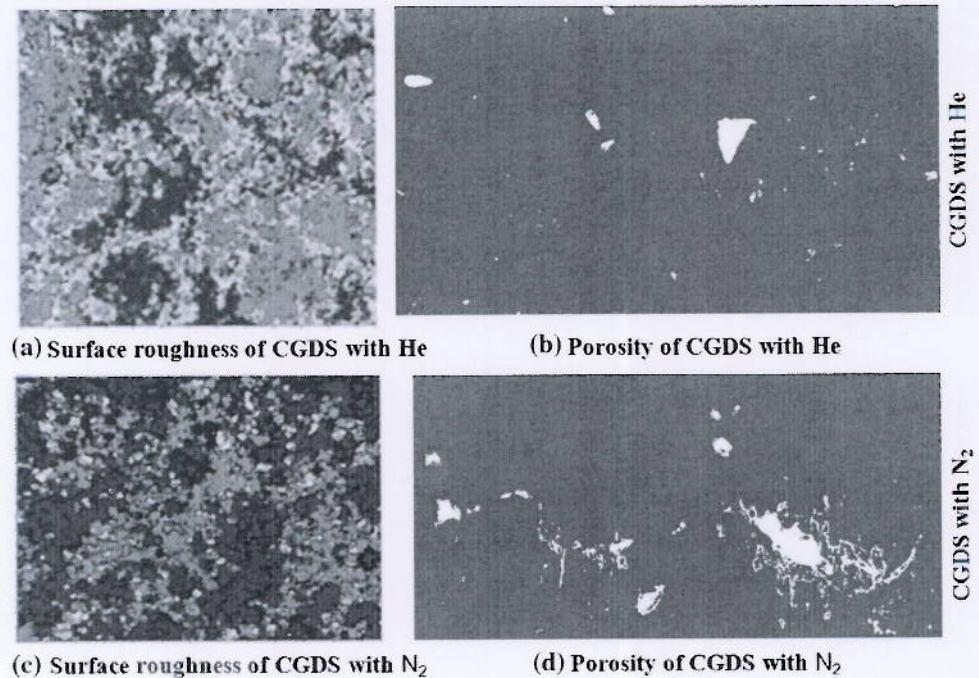 CGDS with He
(a) Surface roughness of CGDS with He
(b) Porosity of CGDS with He
CGDS with N₂
(c) Surface roughness of CGDS with N₂
(d) Porosity of CGDS with N₂